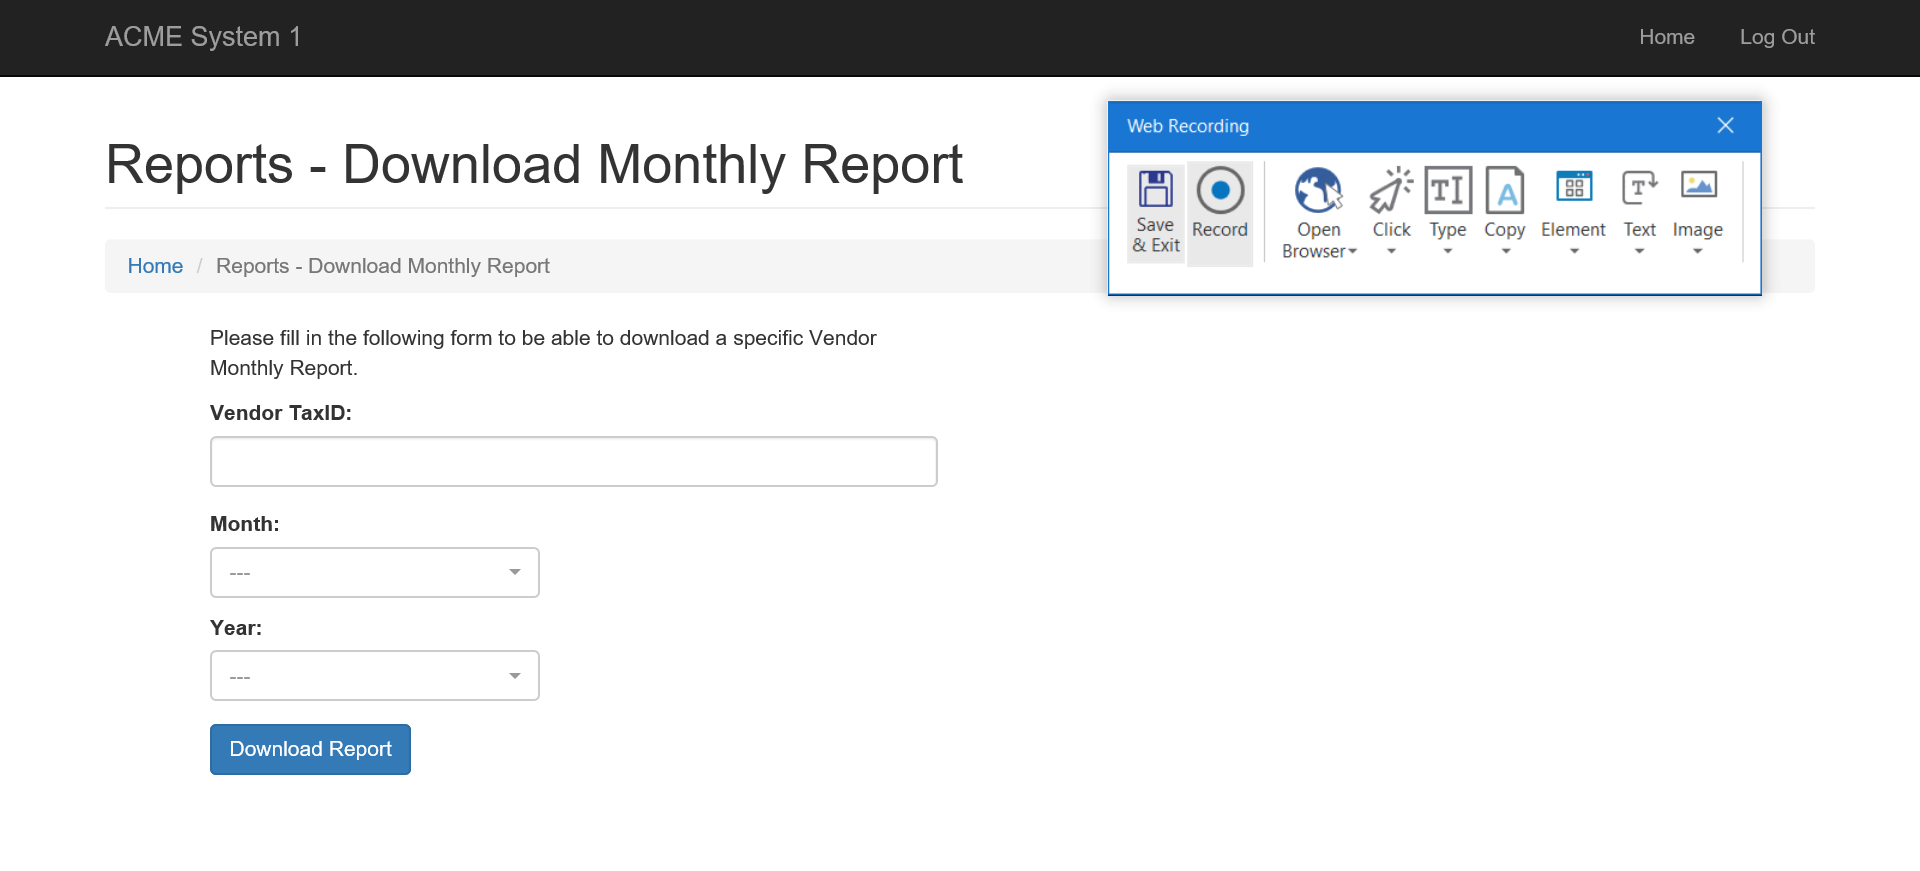 ACME System 1
Home
Log Out
Reports - Download Monthly Report
Web Recording
Save
& Exit
Record
Open
Browser
Click
Type
Copy
Element
Text
Image
Home / Reports - Download Monthly Report
Please fill in the following form to be able to download a specific Vendor
Monthly Report.
Vendor TaxID:
Month:
---
Year:
---
Download Report